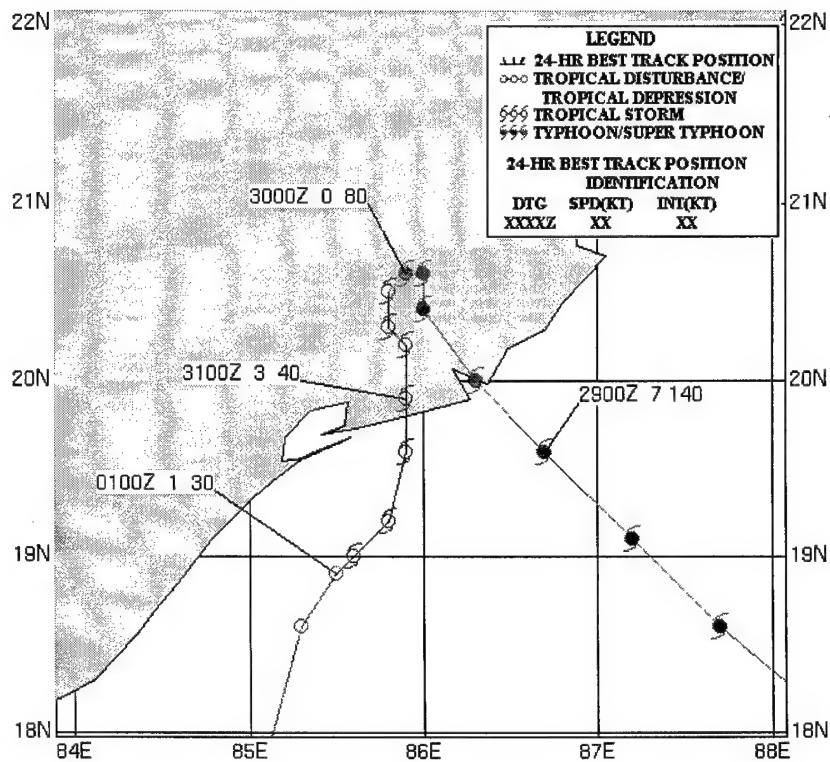 22N
22N
LEGEND
24-HR BEST TRACK POSITION
TROPICAL DISTURBANCE/
TROPICAL DEPRESSION
TROPICAL STORM
TYPHOON/SUPER TYPHOON
24-HR BEST TRACK POSITION
IDENTIFICATION
DTG SPD(KT) INT(KT)
XXXXZ XX XX
21N
21N
3000Z 0 80
3100Z 3 40
20N
20N
2900Z 7 140
0100Z 1 30
19N
19N
18N
18N
84E 85E 86E 87E 88E